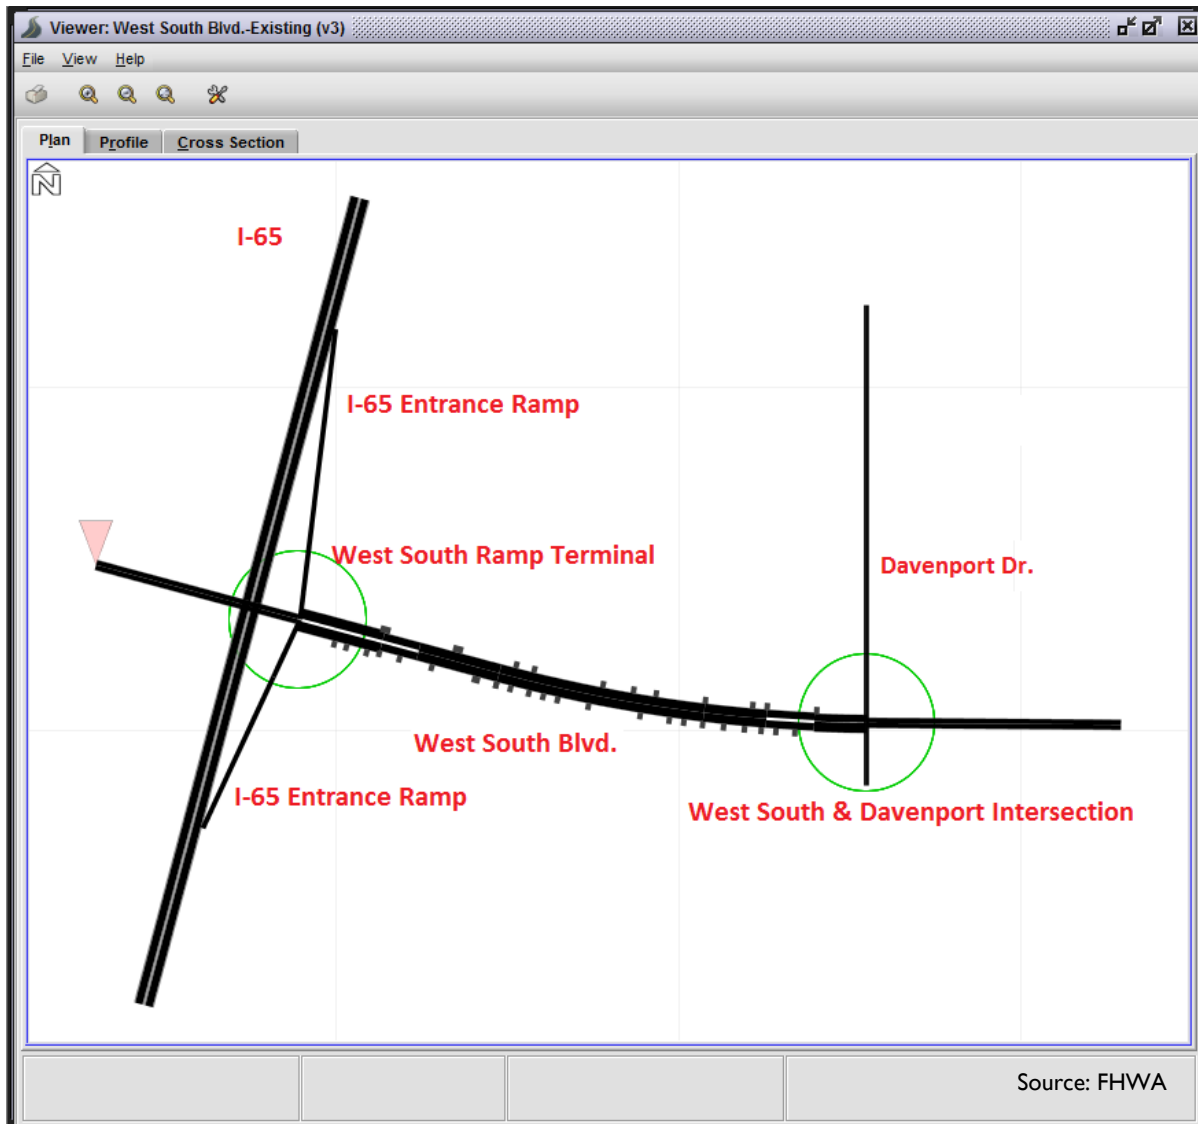 Viewer: West South Blvd.-Existing (v3)
File View Help
Plan Profile Cross Section
N
I-65
I-65 Entrance Ramp
West South Ramp Terminal
Davenport Dr.
West South Blvd.
I-65 Entrance Ramp
West South & Davenport Intersection
Source: FHWA